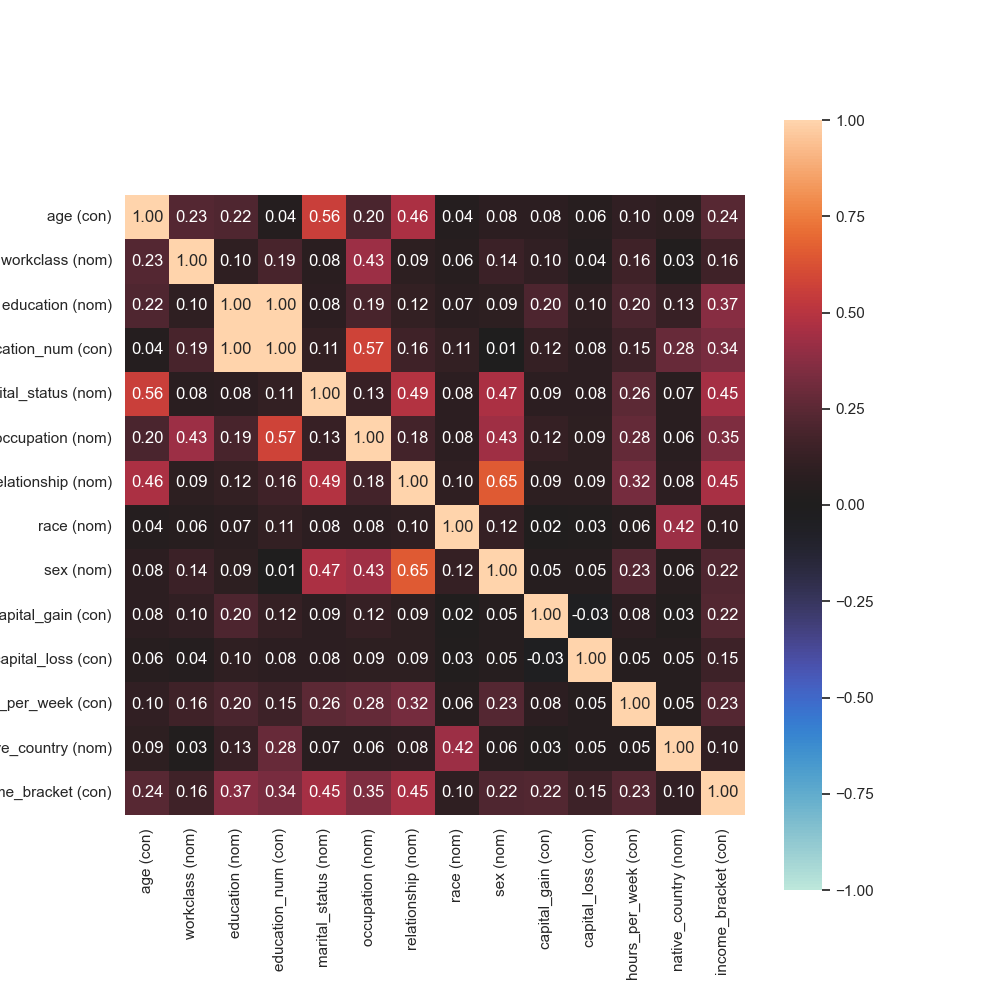 1.00
age (con) 1.00 0.23 0.22 0.04 0.56 0.20 0.46 0.04 0.08 0.08 0.06 0.10 0.09 0.24
workclass (nom) 0.23 1.00 0.10 0.19 0.08 0.43 0.09 0.06 0.14 0.10 0.04 0.16 0.03 0.16
education (nom) 0.22 0.10 1.00 1.00 0.08 0.19 0.12 0.07 0.09 0.20 0.10 0.20 0.13 0.37
cation_num (con) 0.04 0.19 1.00 1.00 0.11 0.57 0.16 0.11 0.01 0.12 0.08 0.15 0.28 0.34
ital_status (nom) 0.56 0.08 0.08 0.11 1.00 0.13 0.49 0.08 0.47 0.09 0.08 0.26 0.07 0.45
occupation (nom) 0.20 0.43 0.19 0.57 0.13 1.00 0.18 0.08 0.43 0.12 0.09 0.28 0.06 0.35
elationship (nom) 0.46 0.09 0.12 0.16 0.49 0.18 1.00 0.10 0.65 0.09 0.09 0.32 0.08 0.45
race (nom) 0.04 0.06 0.07 0.11 0.08 0.08 0.10 1.00 0.12 0.02 0.03 0.06 0.42 0.10
sex (nom) 0.08 0.14 0.09 0.01 0.47 0.43 0.65 0.12 1.00 0.05 0.05 0.23 0.06 0.22
apital_gain (con) 0.08 0.10 0.20 0.12 0.09 0.12 0.09 0.02 0.05 1.00 -0.03 0.08 0.03 0.22
capital_loss (con) 0.06 0.04 0.10 0.08 0.08 0.09 0.09 0.03 0.05 -0.03 1.00 0.05 0.05 0.15
_per_week (con) 0.10 0.16 0.20 0.15 0.26 0.28 0.32 0.06 0.23 0.08 0.05 1.00 0.05 0.23
ve_country (nom) 0.09 0.03 0.13 0.28 0.07 0.06 0.08 0.42 0.06 0.03 0.05 0.05 1.00 0.10
me_bracket (con) 0.24 0.16 0.37 0.34 0.45 0.35 0.45 0.10 0.22 0.22 0.15 0.23 0.10 1.00
age (con)
workclass (nom)
education (nom)
education_num (con)
marital_status (nom)
occupation (nom)
relationship (nom)
race (nom)
sex (nom)
capital_gain (con)
capital_loss (con)
hours_per_week (con)
native_country (nom)
income_bracket (con)
0.75
0.50
0.25
0.00
−0.25
−0.50
−0.75
−1.00